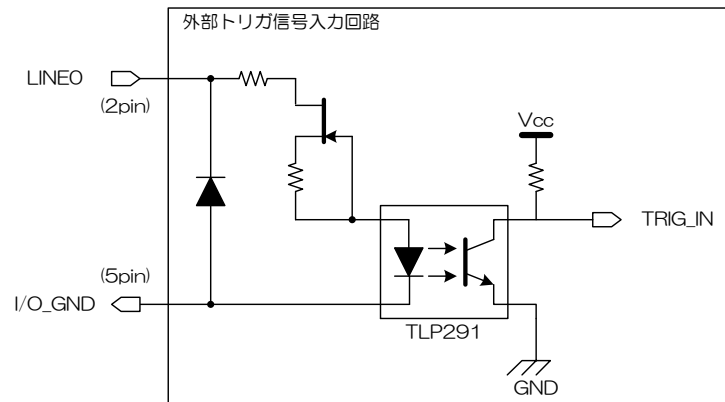 外部トリガ信号入力回路
LINE0
(2pin)
Vcc
TRIG_IN
(5pin)
I/O_GND
TLP291
GND